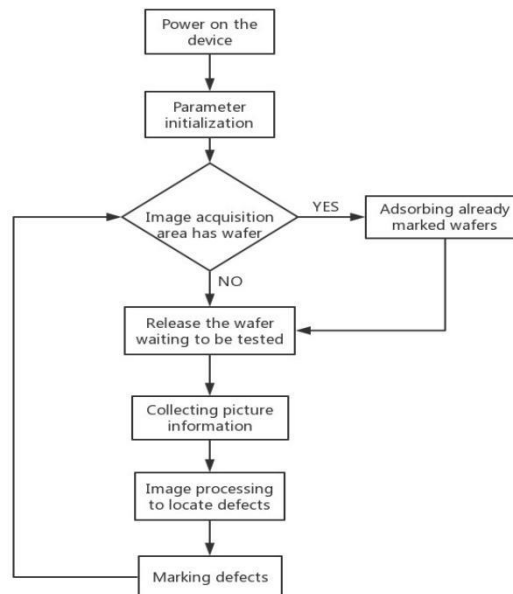 Power on the
device
Parameter
initialization
Image acquisition
area has wafer
YES
Adsorbing already
marked wafers
NO
Release the wafer
waiting to be tested
Collecting picture
information
Image processing
to locate defects
Marking defects